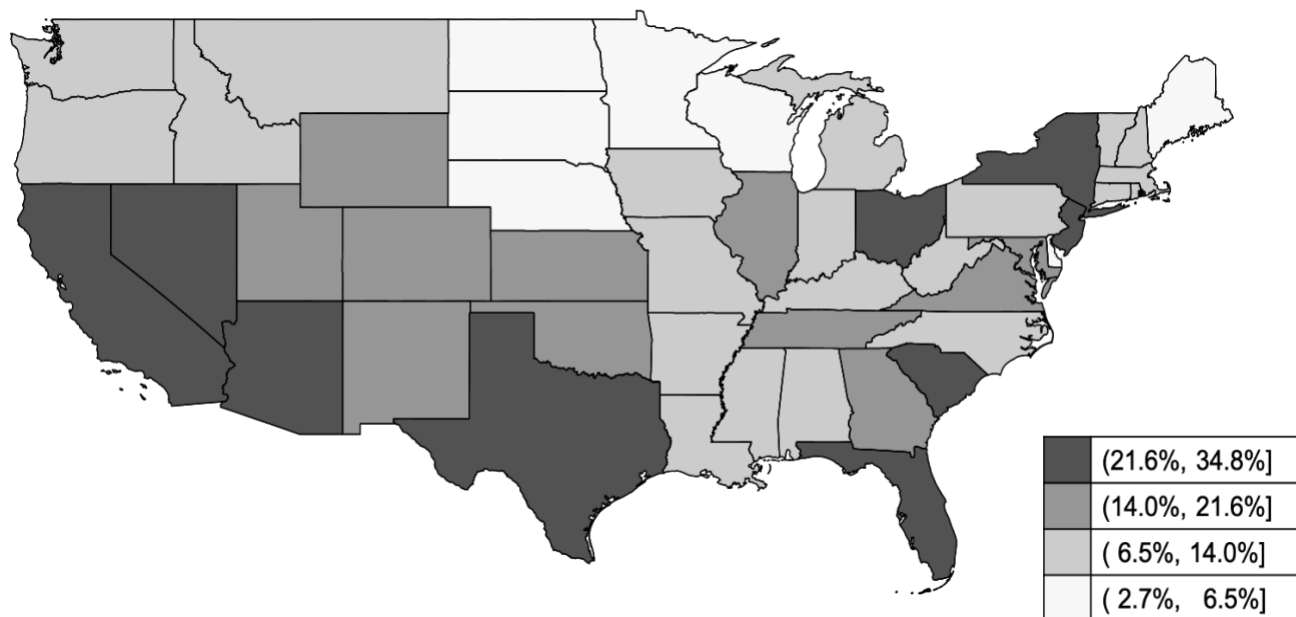 (21.6%, 34.8%]
(14.0%, 21.6%]
( 6.5%, 14.0%]
( 2.7%, 6.5%]